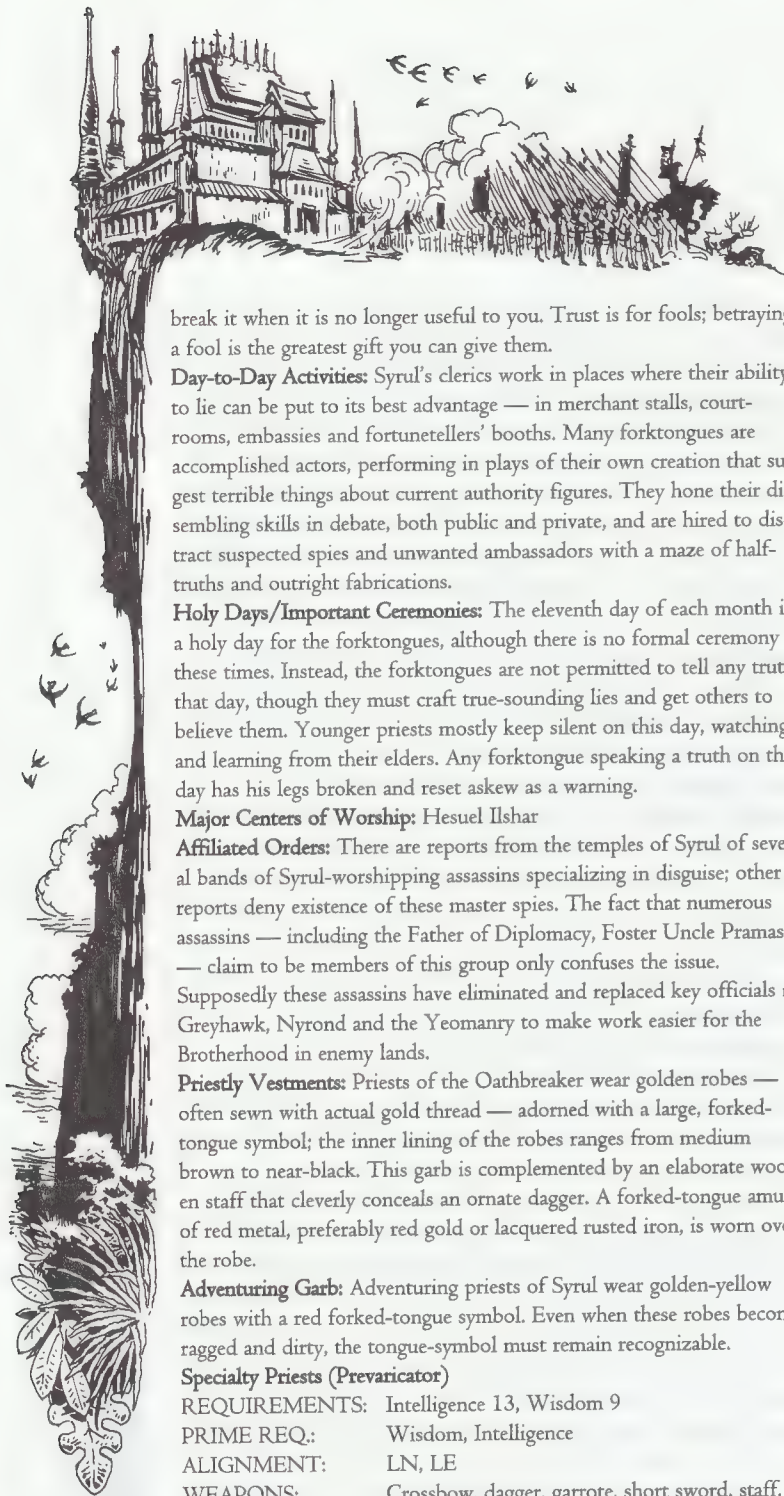 break it when it is no longer useful to you. Trust is for fools; betraying
a fool is the greatest gift you can give them.
Day-to-Day Activities: Syrul's clerics work in places where their ability
to lie can be put to its best advantage — in merchant stalls, court-
rooms, embassies and fortunetellers' booths. Many forktongues are
accomplished actors, performing in plays of their own creation that su
gest terrible things about current authority figures. They hone their di
sembling skills in debate, both public and private, and are hired to dis
tract suspected spies and unwanted ambassadors with a maze of half-
truths and outright fabrications.
Holy Days/Important Ceremonies: The eleventh day of each month i
a holy day for the forktongues, although there is no formal ceremony
these times. Instead, the forktongues are not permitted to tell any trut
that day, though they must craft true-sounding lies and get others to
believe them. Younger priests mostly keep silent on this day, watching
and learning from their elders. Any forktongue speaking a truth on th
day has his legs broken and reset askew as a warning.
Major Centers of Worship: Hesuel Ilshar
Affiliated Orders: There are reports from the temples of Syrul of seve
al bands of Syrul-worshipping assassins specializing in disguise; other
reports deny existence of these master spies. The fact that numerous
assassins — including the Father of Diplomacy, Foster Uncle Pramas
— claim to be members of this group only confuses the issue.
Supposedly these assassins have eliminated and replaced key officials
Greyhawk, Nyrond and the Yeomanry to make work easier for the
Brotherhood in enemy lands.
Priestly Vestments: Priests of the Oathbreaker wear golden robes —
often sewn with actual gold thread — adorned with a large, forked-
tongue symbol; the inner lining of the robes ranges from medium
brown to near-black. This garb is complemented by an elaborate woo
en staff that cleverly conceals an ornate dagger. A forked-tongue amu
of red metal, preferably red gold or lacquered rusted iron, is worn ove
the robe.
Adventuring Garb: Adventuring priests of Syrul wear golden-yellow
robes with a red forked-tongue symbol. Even when these robes becom
ragged and dirty, the tongue-symbol must remain recognizable.
Specialty Priests (Prevaricator)
REQUIREMENTS: Intelligence 13, Wisdom 9
PRIME REQ.: Wisdom, Intelligence
ALIGNMENT: LN, LE
WEAPONS: Crossbow, dagger, garrote, short sword, staff,